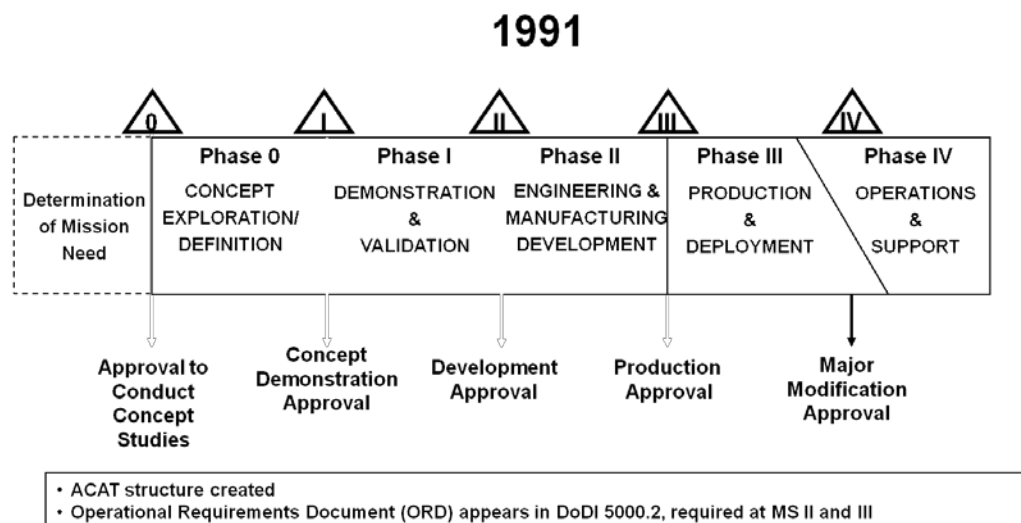 1991
0 I II III IV
Phase 0 Phase I Phase II Phase III Phase IV
Determination
of Mission
Need
CONCEPT
EXPLORATION/
DEFINITION
DEMONSTRATION
&
VALIDATION
ENGINEERING &
MANUFACTURING
DEVELOPMENT
PRODUCTION
&
DEPLOYMENT
OPERATIONS
&
SUPPORT
Approval to
Conduct
Concept
Studies
Concept
Demonstration
Approval
Development
Approval
Production
Approval
Major
Modification
Approval
• ACAT structure created
• Operational Requirements Document (ORD) appears in DoDI 5000.2, required at MS II and III